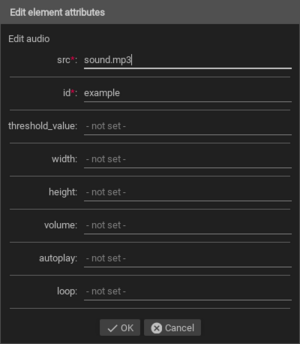 Edit element attributes
Edit audio
src*: sound.mp3
id*: example
threshold_value: - not set -
width: - not set -
height: - not set -
volume: - not set -
autoplay: - not set -
loop: - not set -
OK Cancel